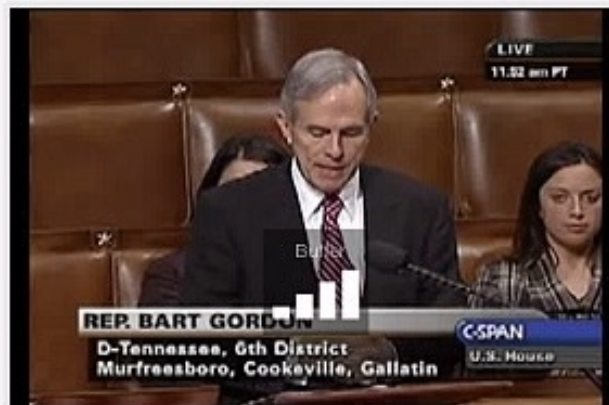 LIVE
11.52 am PT
Buffer
REP. BART GORDON
D-Tennessee, 6th District
Murfreesboro, Cookeville, Gallatin
C-SPAN
U.S. House